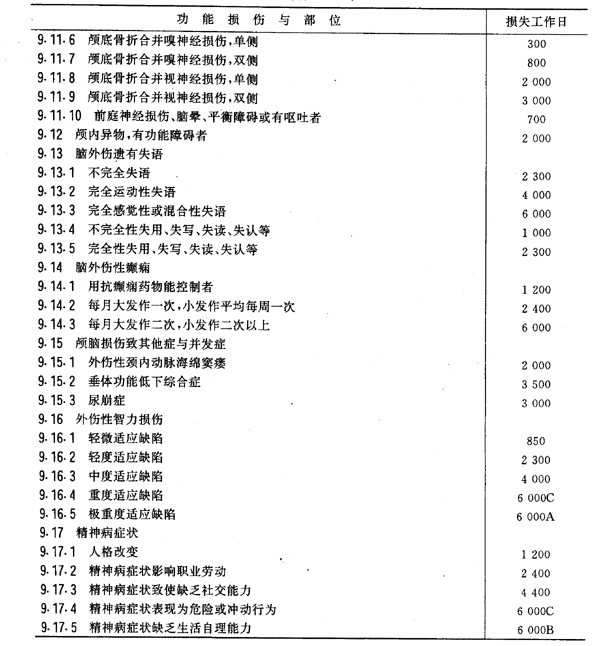 功能损伤与部位 损失工作日
9.11.6 颅底骨折合并嗅神经损伤,单侧 300
9.11.7 颅底骨折合并嗅神经损伤,双侧 800
9.11.8 颅底骨折合并视神经损伤,单侧 2 000
9.11.9 颅底骨折合并视神经损伤,双侧 3 000
9.11.10 前庭神经损伤、脑晕、平衡障碍或有呕吐者 700
9.12 颅内异物,有功能障碍者 2 000
9.13 脑外伤遗有失语
9.13.1 不完全失语 2 300
9.13.2 完全运动性失语 4 000
9.13.3 完全感觉性或混合性失语 6 000
9.13.4 不完全性失用、失写、失读、失认等 1 000
9.13.5 完全性失用、失写、失读、失认等 2 300
9.14 脑外伤性癫痫
9.14.1 用抗癫痫药物能控制者 1 200
9.14.2 每月大发作一次,小发作平均每周一次 2 400
9.14.3 每月大发作二次,小发作二次以上 6 000
9.15 颅脑损伤致其他症与并发症
9.15.1 外伤性颈内动脉海绵窦瘘 2 000
9.15.2 垂体功能低下综合症 3 500
9.15.3 尿崩症 3 000
9.16 外伤性智力损伤
9.16.1 轻微适应缺陷 850
9.16.2 轻度适应缺陷 2 300
9.16.3 中度适应缺陷 4 000
9.16.4 重度适应缺陷 6 000C
9.16.5 极重度适应缺陷 6 000A
9.17 精神病症状
9.17.1 人格改变 1 200
9.17.2 精神病症状影响职业劳动 2 400
9.17.3 精神病症状致使缺乏社交能力 4 400
9.17.4 精神病症状表现为危险或冲动行为 6 000C
9.17.5 精神病症状缺乏生活自理能力 6 000B